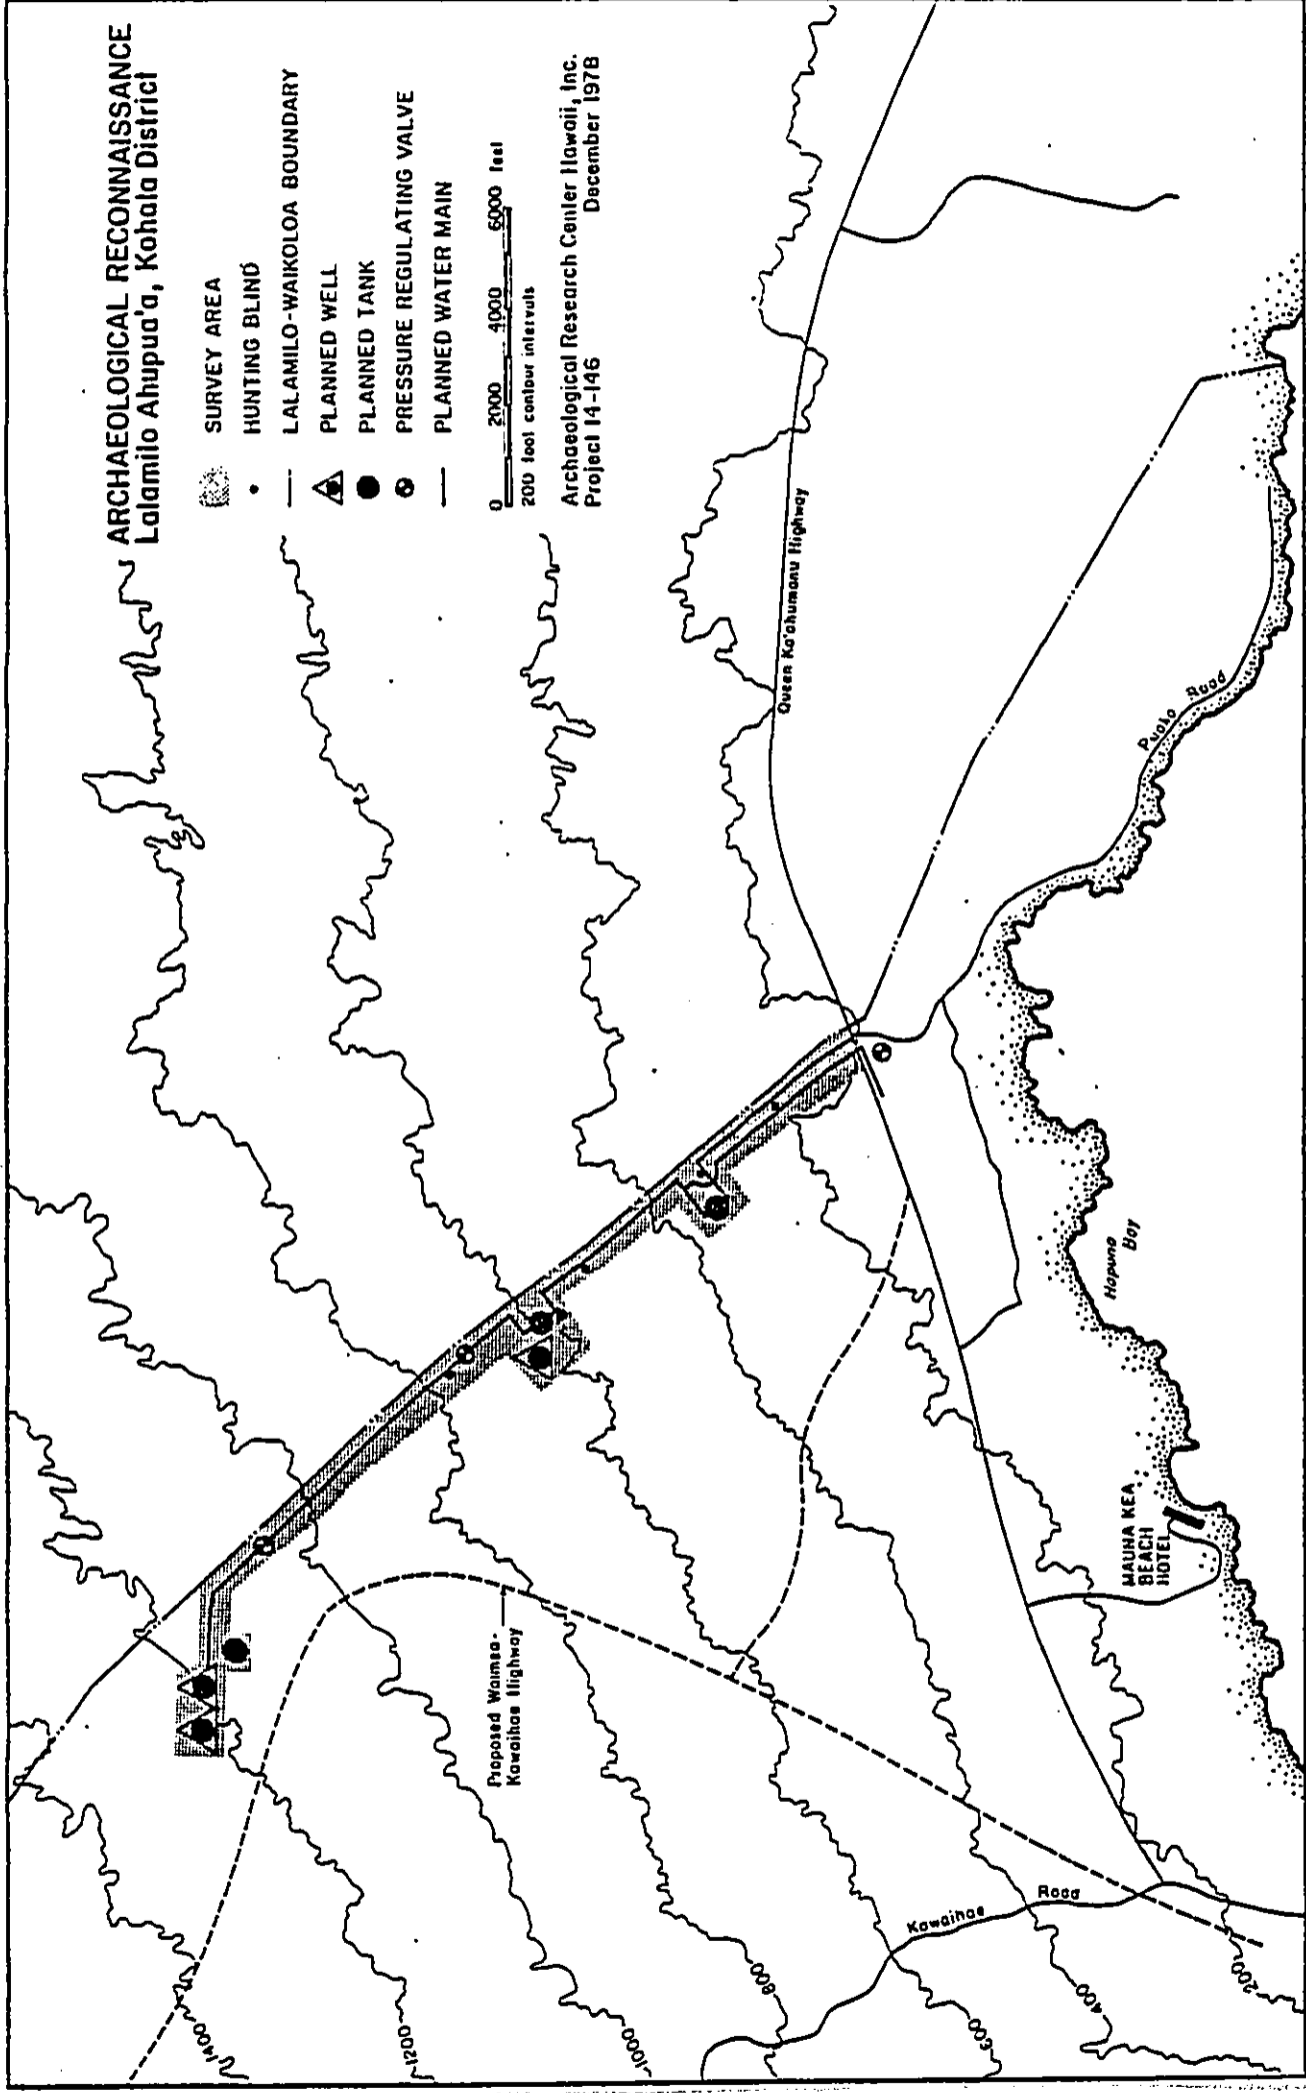 ARCHAEOLOGICAL RECONNAISSANCE
Lalamilo Ahupua'a, Kohala District
SURVEY AREA
HUNTING BLIND
LALAMILO-WAIKOLOA BOUNDARY
PLANNED WELL
PLANNED TANK
PRESSURE REGULATING VALVE
PLANNED WATER MAIN
0 2000 4000 6000 feet
200 foot contour intervals
Archaeological Research Center Hawaii, Inc.
Project 14-146 December 1978
Queen Ka'ahumanu Highway
Puako Road
Hapuna
Bay
MAUNA KEA
BEACH
HOTEL
Proposed Waimea-
Kawaihae Highway
Kawaihae Road
1400
1200
1000
800
600
400
200